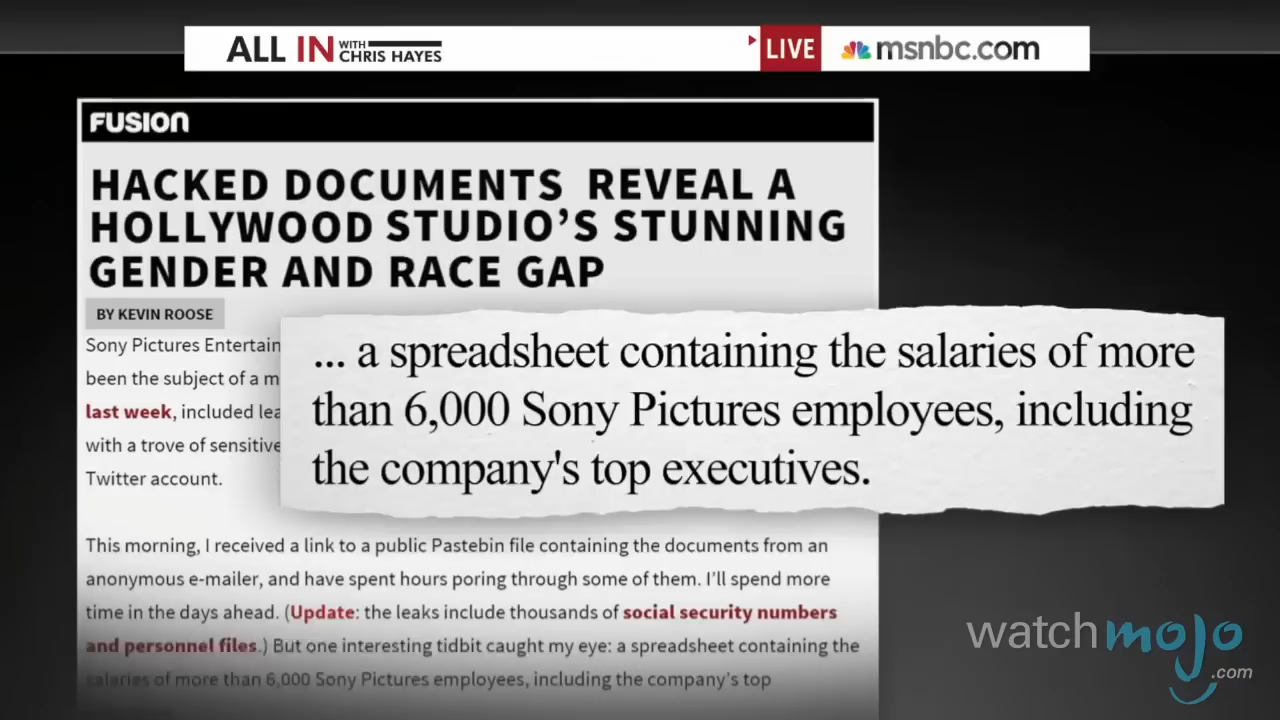 ALL IN WITH CHRIS HAYES
LIVE
msnbc.com
FUSION
HACKED DOCUMENTS REVEAL A
HOLLYWOOD STUDIO'S STUNNING
GENDER AND RACE GAP
BY KEVIN ROOSE
Sony Pictures
been the subject of a
last week, included
with a trove of sensitive
Twitter account.
... a spreadsheet containing the salaries of more
than 6,000 Sony Pictures employees, including
the company's top executives.
This morning, I received a link to a public Pastebin file containing the documents from an
anonymous e-mailer, and have spent hours poring through some of them. I'll spend more
time in the days ahead. (Update: the leaks include thousands of social security numbers
and personnel files.) But one interesting tidbit caught my eye: a spreadsheet containing the
salaries of more than 6,000 Sony Pictures employees, including the company's top
watchmojo
.com